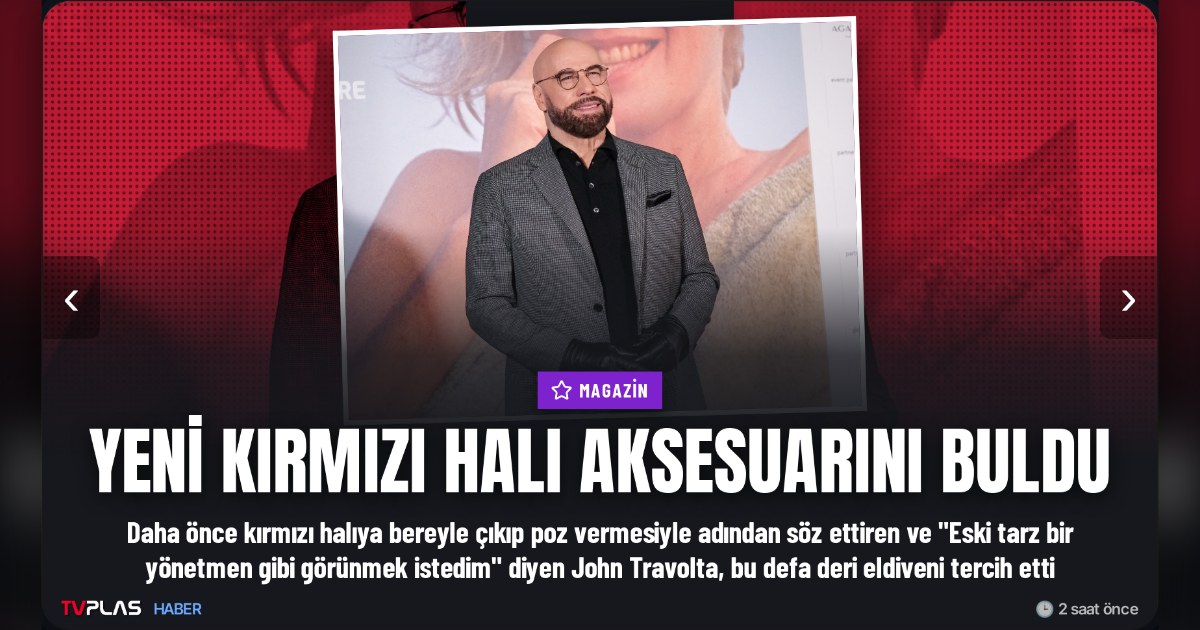 RE
MAGAZİN
YENİ KIRMIZI HALI AKSESUARINI BULDU
Daha önce kırmızı halıya bereyle çıkıp poz vermesiyle adından söz ettiren ve "Eski tarz bir
yönetmen gibi görünmek istedim" diyen John Travolta, bu defa deri eldiveni tercih etti
TVPLAS HABER
2 saat önce